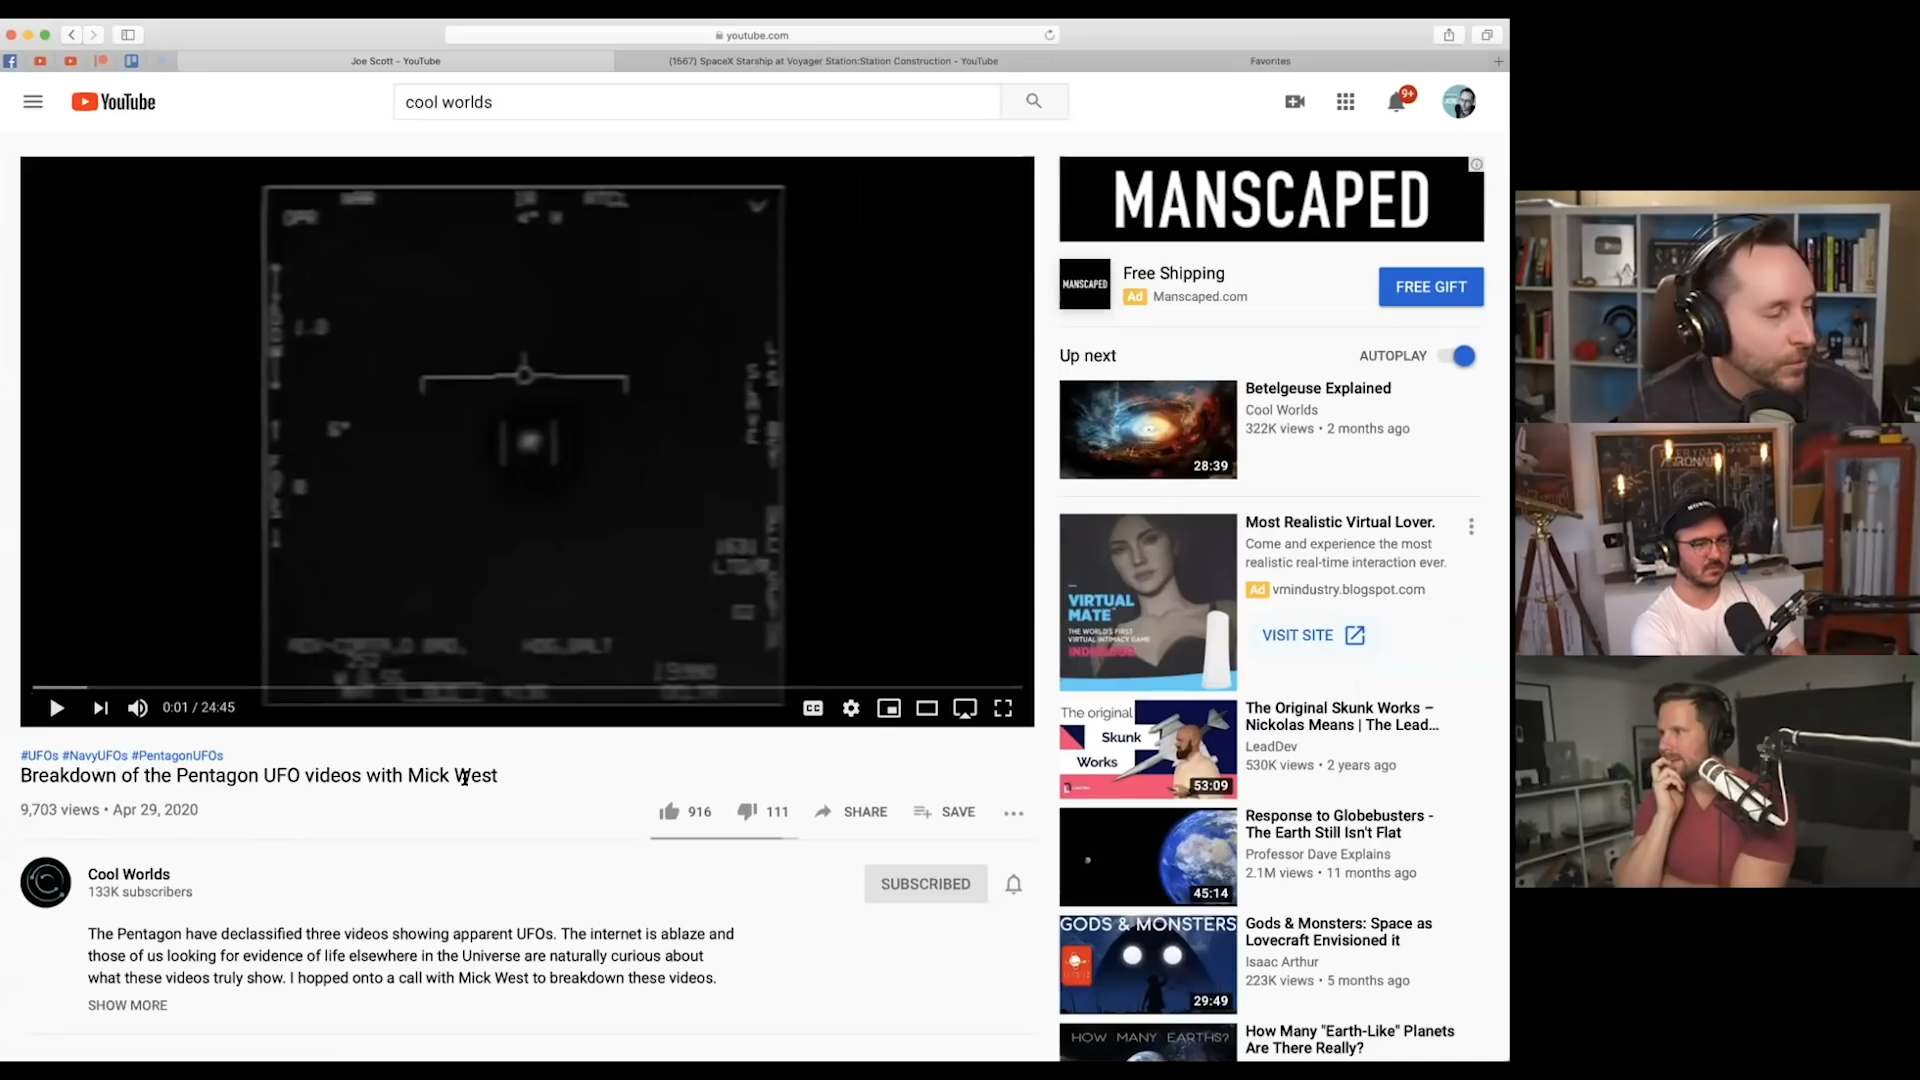 youtube.com
Joe Scott - YouTube
(1567) SpaceX Starship at Voyager Station:Station Construction - YouTube
Favorites
YouTube
cool worlds
9+
MANSCAPED
MANSCAPED
Free Shipping
Ad Manscaped.com
FREE GIFT
Up next
AUTOPLAY
Betelgeuse Explained
Cool Worlds
322K views • 2 months ago
28:39
Most Realistic Virtual Lover.
Come and experience the most
realistic real-time interaction ever.
Ad vmindustry.blogspot.com
VISIT SITE
VIRTUAL
MATE
THE WORLD'S FIRST
VIRTUAL INTIMACY GAME
The original
Skunk
Works
53:09
The Original Skunk Works –
Nickolas Means | The Lead...
LeadDev
530K views • 2 years ago
Response to Globebusters -
The Earth Still Isn't Flat
Professor Dave Explains
2.1M views • 11 months ago
45:14
GODS & MONSTERS
29:49
Gods & Monsters: Space as
Lovecraft Envisioned it
Isaac Arthur
223K views • 5 months ago
HOW MANY EARTHS?
How Many "Earth-Like" Planets
Are There Really?
0:01 / 24:45
CC
#UFOs #NavyUFOs #PentagonUFOs
Breakdown of the Pentagon UFO videos with Mick West
9,703 views • Apr 29, 2020
916
111
SHARE
SAVE
Cool Worlds
133K subscribers
SUBSCRIBED
The Pentagon have declassified three videos showing apparent UFOs. The internet is ablaze and
those of us looking for evidence of life elsewhere in the Universe are naturally curious about
what these videos truly show. I hopped onto a call with Mick West to breakdown these videos.
SHOW MORE
EVERYDAY
ASTRONAUT